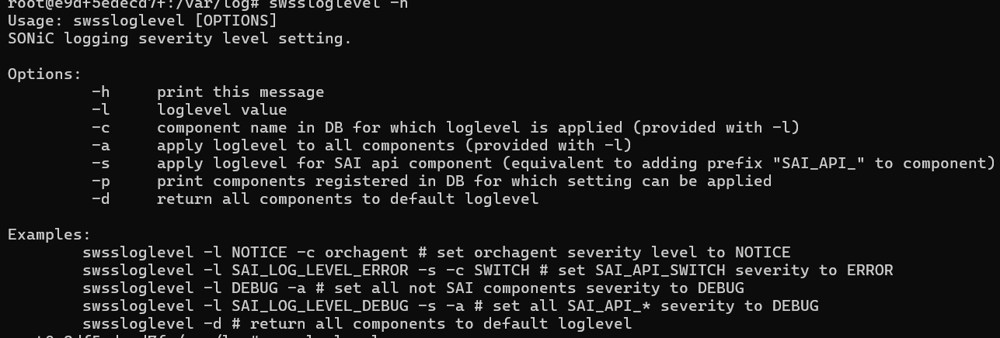 root@e9df5edecd7f:/var/log# swssloglevel -h
Usage: swssloglevel [OPTIONS]
SONiC logging severity level setting.

Options:
         -h     print this message
         -l     loglevel value
         -c     component name in DB for which loglevel is applied (provided with -l)
         -a     apply loglevel to all components (provided with -l)
         -s     apply loglevel for SAI api component (equivalent to adding prefix "SAI_API_" to component)
         -p     print components registered in DB for which setting can be applied
         -d     return all components to default loglevel

Examples:
        swssloglevel -l NOTICE -c orchagent # set orchagent severity level to NOTICE
        swssloglevel -l SAI_LOG_LEVEL_ERROR -s -c SWITCH # set SAI_API_SWITCH severity to ERROR
        swssloglevel -l DEBUG -a # set all not SAI components severity to DEBUG
        swssloglevel -l SAI_LOG_LEVEL_DEBUG -s -a # set all SAI_API_* severity to DEBUG
        swssloglevel -d # return all components to default loglevel